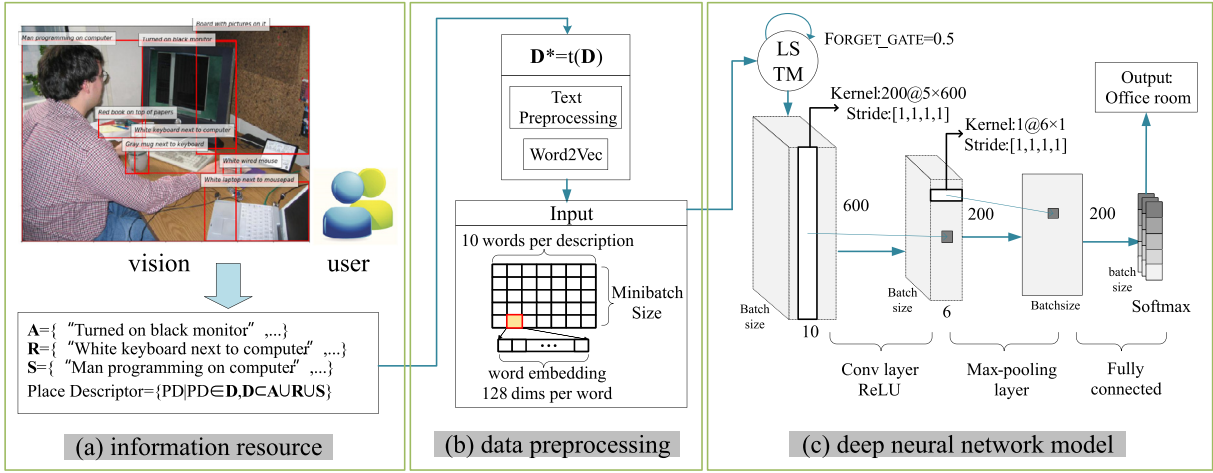 Board with pictures on it
Man programming on computer
Turned on black monitor
Red book on top of papers
White keyboard next to computer
Gray mug next to keyboard
White wired mouse
White laptop next to mousepad
vision
user
A={ "Turned on black monitor" ,...}
R={ "White keyboard next to computer" ,...}
S={ "Man programming on computer" ,...}
Place Descriptor={PD|PD∈D,D⊂A∪R∪S}
(a) information resource
D*=t(D)
Text
Preprocessing
Word2Vec
Input
10 words per description
Minibatch
Size
...
word embedding
128 dims per word
(b) data preprocessing
LS
TM
FORGET_GATE=0.5
Kernel:200@5×600
Stride:[1,1,1,1]
Kernel:1@6×1
Stride:[1,1,1,1]
Output:
Office room
600
200
200
Batch
size
10
Batch
size
6
Batchsize
batch
size
Softmax
Conv layer
ReLU
Max-pooling
layer
Fully
connected
(c) deep neural network model